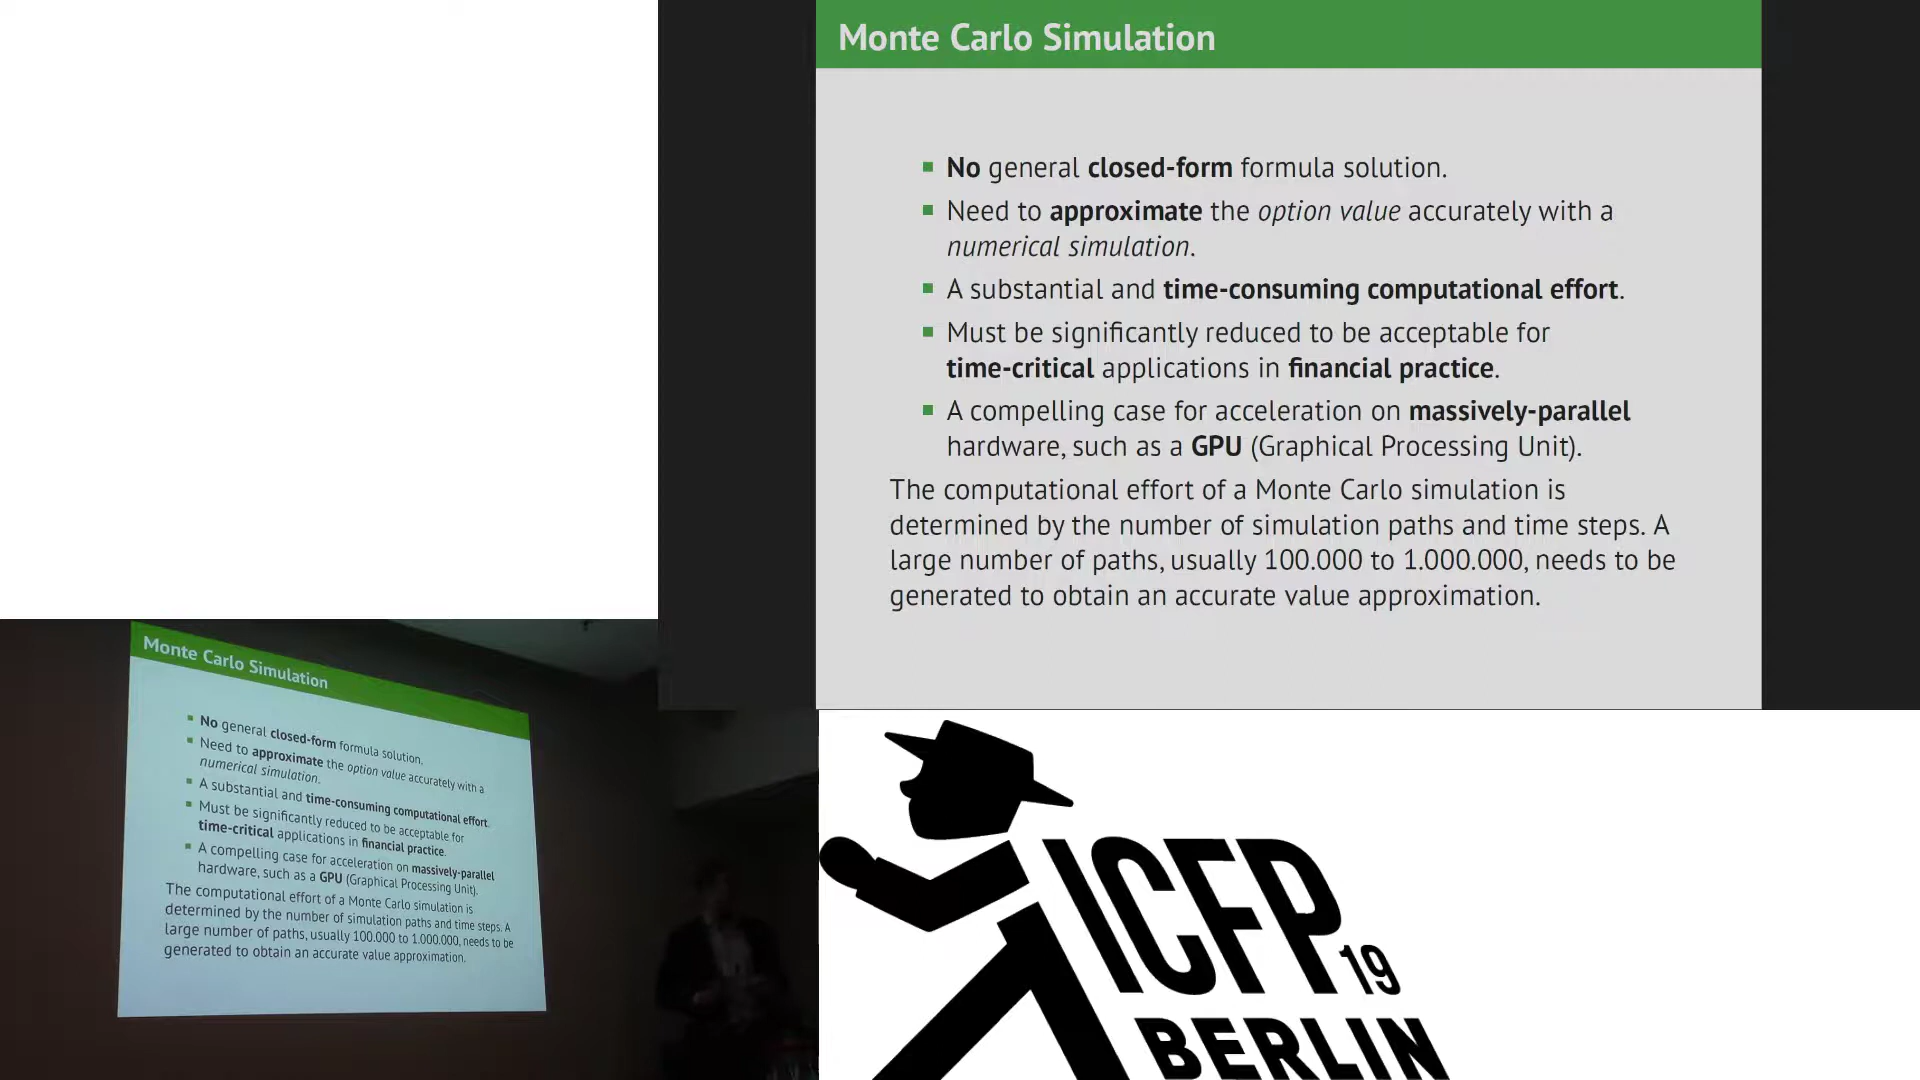 Monte Carlo Simulation
No general closed-form formula solution.
Need to approximate the option value accurately with a
numerical simulation.
A substantial and time-consuming computational effort.
Must be significantly reduced to be acceptable for
time-critical applications in financial practice.
A compelling case for acceleration on massively-parallel
hardware, such as a GPU (Graphical Processing Unit).
The computational effort of a Monte Carlo simulation is
determined by the number of simulation paths and time steps. A
large number of paths, usually 100.000 to 1.000.000, needs to be
generated to obtain an accurate value approximation.
Monte Carlo Simulation
No general closed-form formula solution.
Need to approximate the option value accurately with a
numerical simulation.
A substantial and time-consuming computational effort.
Must be significantly reduced to be acceptable for
time-critical applications in financial practice.
A compelling case for acceleration on massively-parallel
hardware, such as a GPU (Graphical Processing Unit).
The computational effort of a Monte Carlo simulation is
determined by the number of simulation paths and time steps. A
large number of paths, usually 100.000 to 1.000.000, needs to be
generated to obtain an accurate value approximation.
ICFP 19
BERLIN